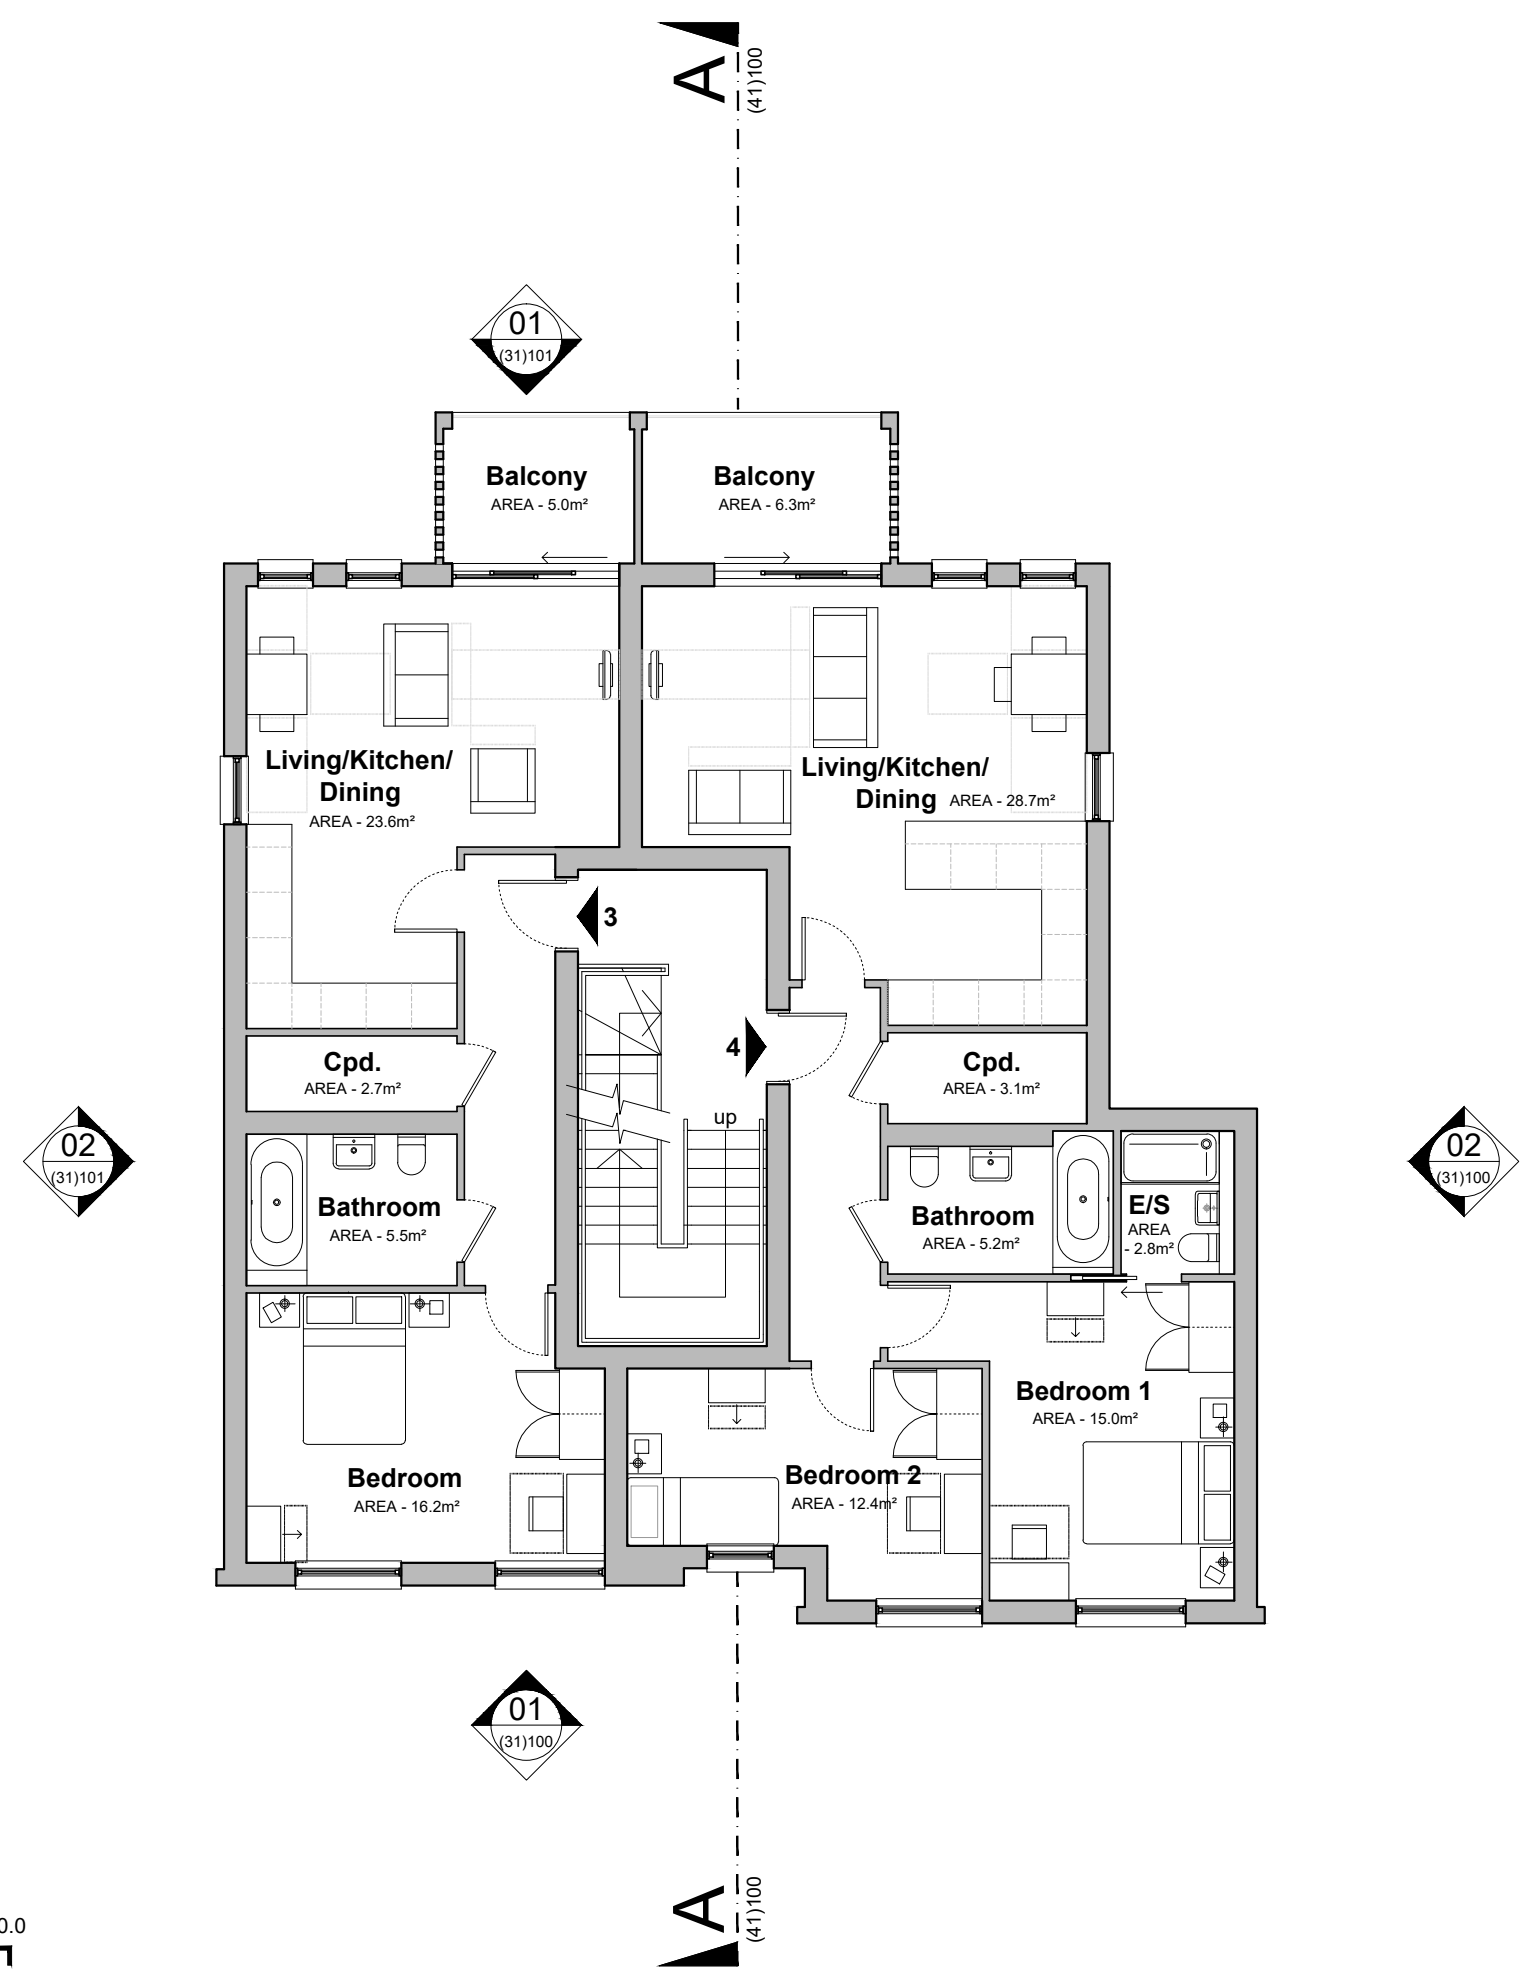 A
(41)100
01
(31)101
Balcony
AREA - 5.0m²
Balcony
AREA - 6.3m²
Living/Kitchen/
Dining
AREA - 23.6m²
Living/Kitchen/
Dining AREA - 28.7m²
3
4
Cpd.
AREA - 2.7m²
Cpd.
AREA - 3.1m²
up
02
(31)101
02
(31)100
Bathroom
AREA - 5.5m²
Bathroom
AREA - 5.2m²
E/S
AREA
- 2.8m²
Bedroom 1
AREA - 15.0m²
Bedroom
AREA - 16.2m²
Bedroom 2
AREA - 12.4m²
01
(31)100
A
(41)100